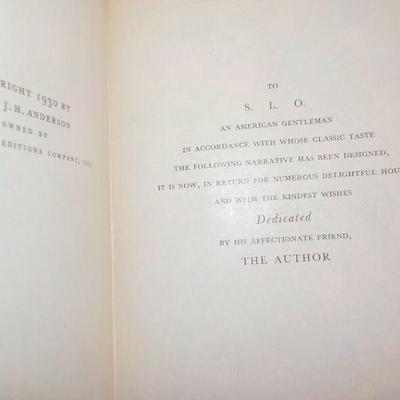 RIGHT 1930 BY
J. H. ANDERSON
OWNED BY
EDITIONS COMPANY, INC.
TO
S. L. O.
AN AMERICAN GENTLEMAN
IN ACCORDANCE WITH WHOSE CLASSIC TASTE
THE FOLLOWING NARRATIVE HAS BEEN DESIGNED,
IT IS NOW, IN RETURN FOR NUMEROUS DELIGHTFUL HOU
AND WITH THE KINDEST WISHES
Dedicated
BY HIS AFFECTIONATE FRIEND,
THE AUTHOR